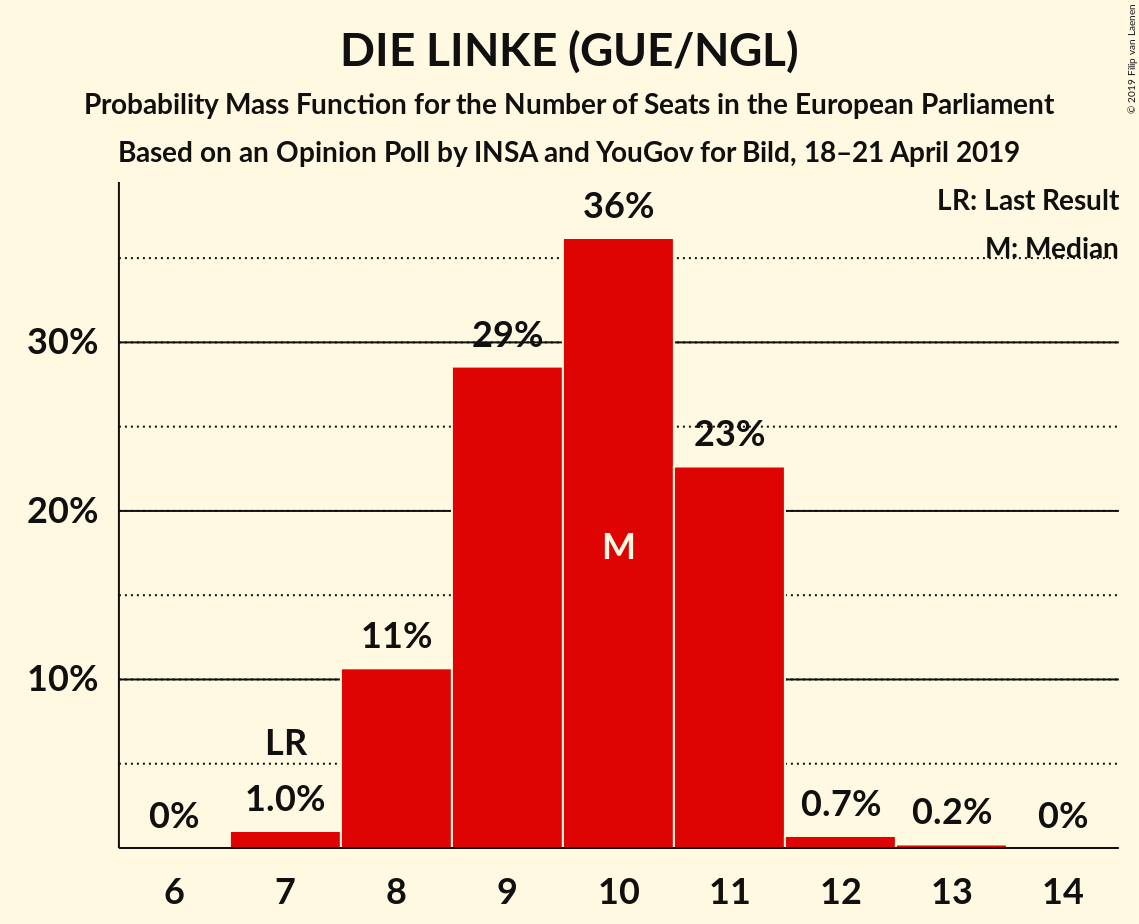 DIE LINKE (GUE/NGL)
Probability Mass Function for the Number of Seats in the European Parliament
Based on an Opinion Poll by INSA and YouGov for Bild, 18–21 April 2019
© 2019 Filip van Laenen
LR: Last Result
M: Median
36%
30%
29%
23%
20%
M
11%
10%
LR
0%
1.0%
0.7%
0.2%
0%
6 7 8 9 10 11 12 13 14